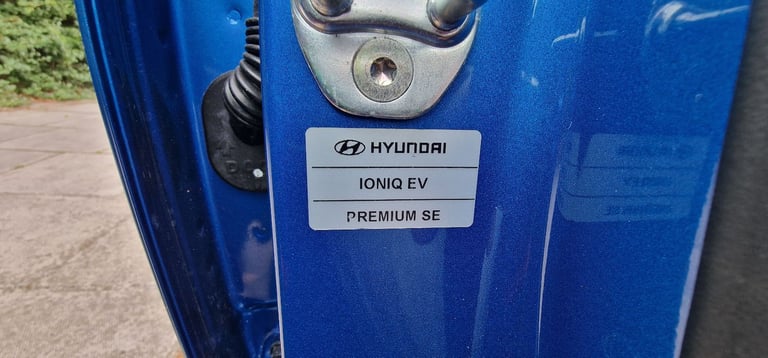 HYUNDAI
IONIQ EV
PREMIUM SE